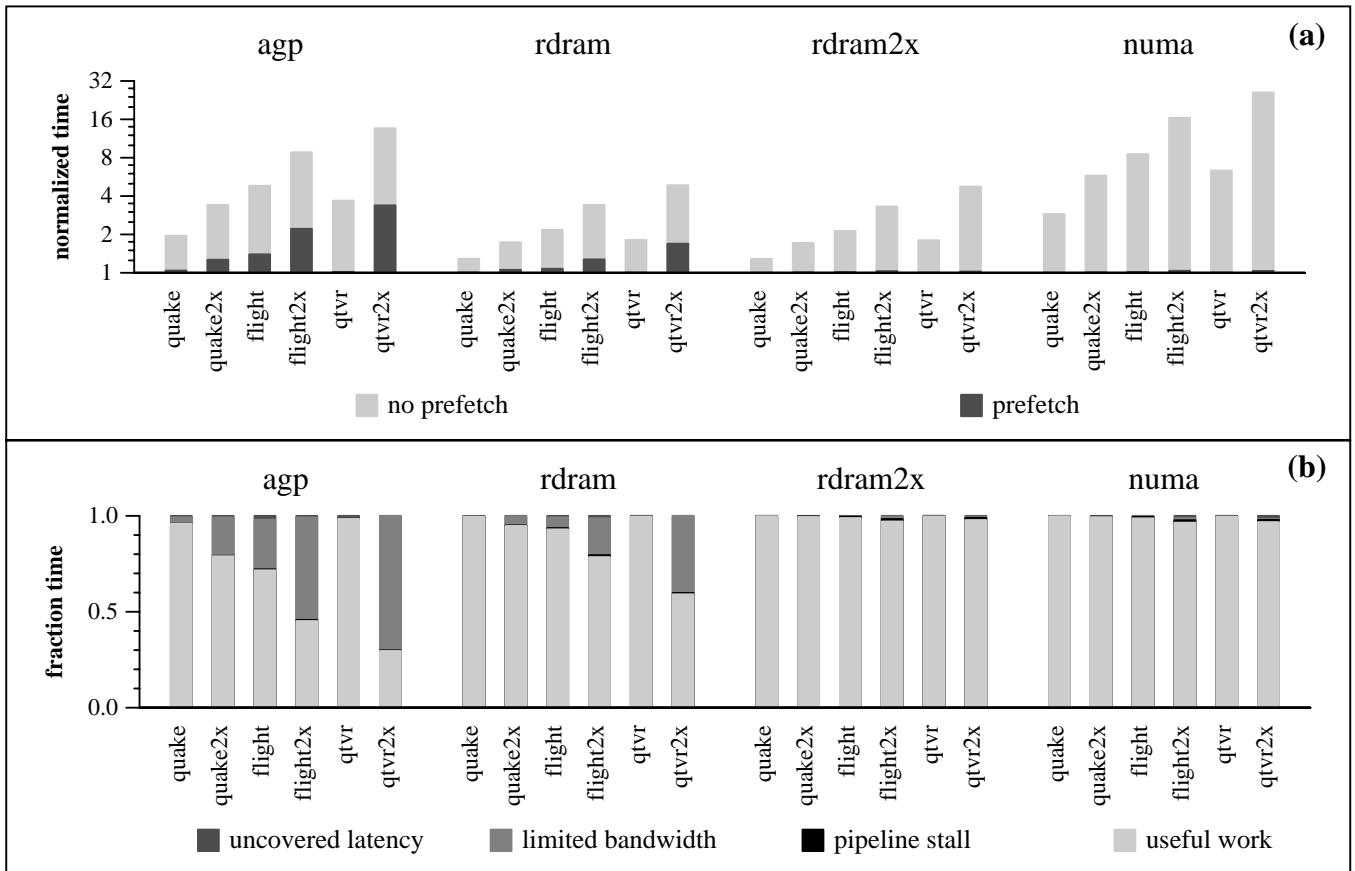 (a)
agp rdram rdram2x numa
normalized time
32
16
8
4
2
1
quake quake2x flight flight2x qtvr qtvr2x quake quake2x flight flight2x qtvr qtvr2x quake quake2x flight flight2x qtvr qtvr2x quake quake2x flight flight2x qtvr qtvr2x
no prefetch prefetch
(b)
agp rdram rdram2x numa
fraction time
1.0
0.5
0.0
quake quake2x flight flight2x qtvr qtvr2x quake quake2x flight flight2x qtvr qtvr2x quake quake2x flight flight2x qtvr qtvr2x quake quake2x flight flight2x qtvr qtvr2x
uncovered latency limited bandwidth pipeline stall useful work